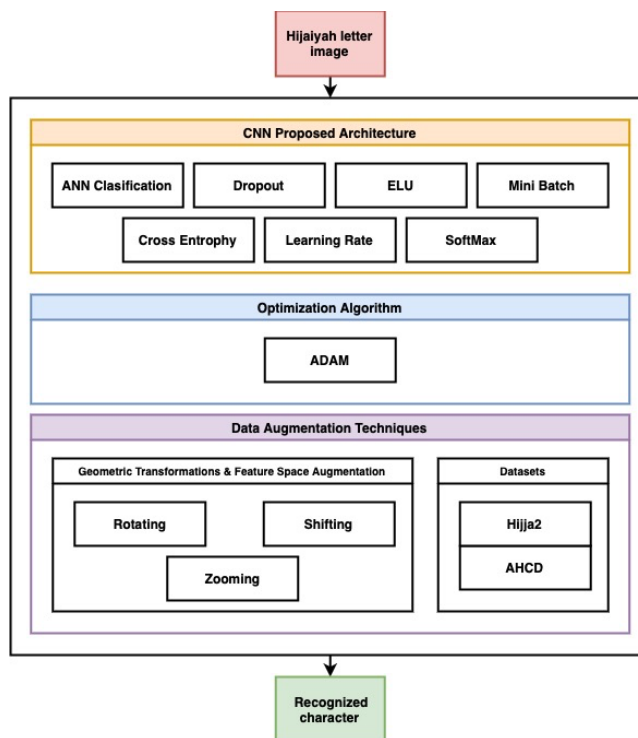 Hijaiyah letter
image
CNN Proposed Architecture
ANN Clasification
Dropout
ELU
Mini Batch
Cross Entrophy
Learning Rate
SoftMax
Optimization Algorithm
ADAM
Data Augmentation Techniques
Geometric Transformations & Feature Space Augmentation
Datasets
Rotating
Shifting
Zooming
Hijja2
AHCD
Recognized
character